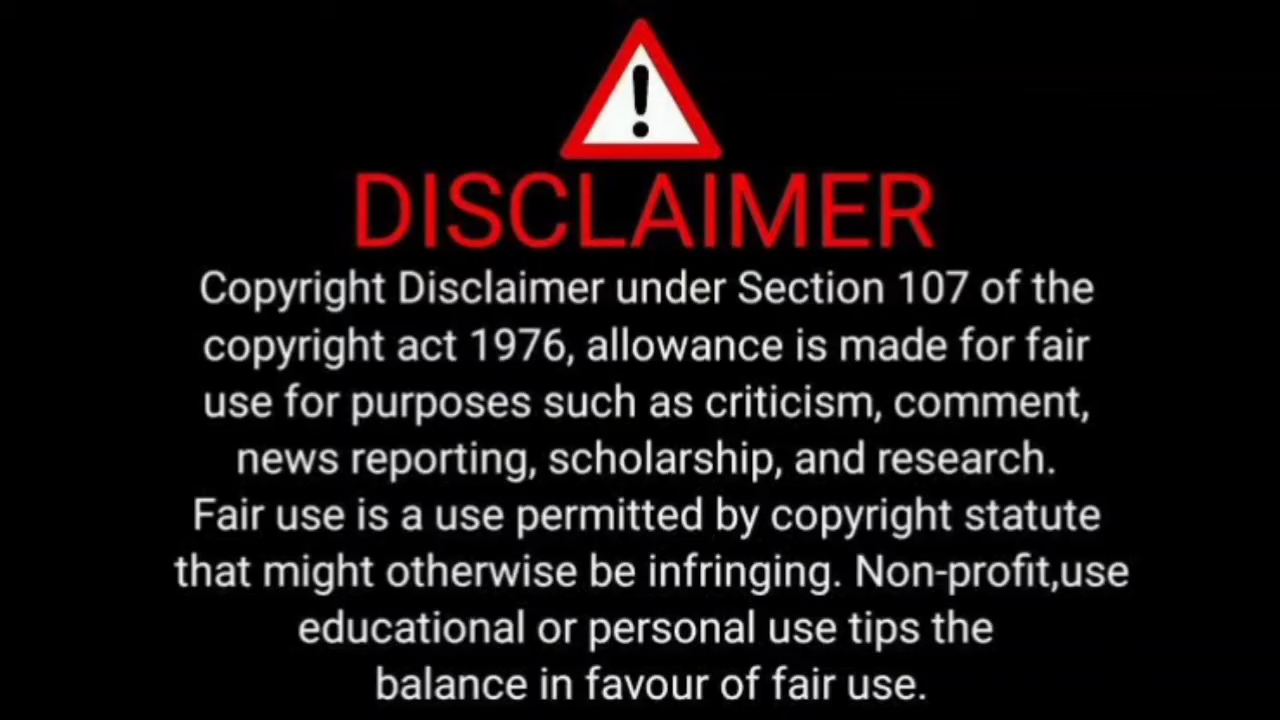 DISCLAIMER
Copyright Disclaimer under Section 107 of the
copyright act 1976, allowance is made for fair
use for purposes such as criticism, comment,
news reporting, scholarship, and research.
Fair use is a use permitted by copyright statute
that might otherwise be infringing. Non-profit,use
educational or personal use tips the
balance in favour of fair use.